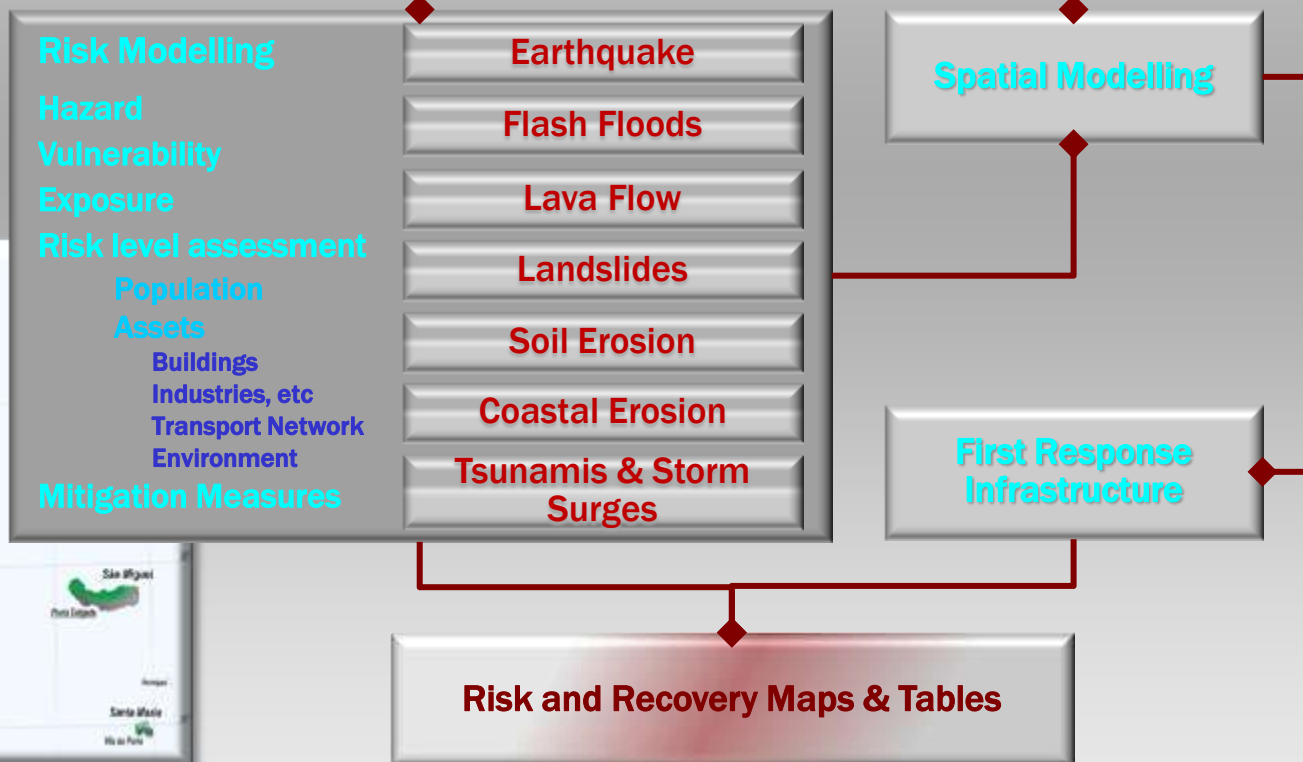 Risk Modelling
Hazard
Vulnerability
Exposure
Risk level assessment
Population
Assets
Buildings
Industries, etc
Transport Network
Environment
Mitigation Measures
Earthquake
Flash Floods
Lava Flow
Landslides
Soil Erosion
Coastal Erosion
Tsunamis & Storm
Surges
Spatial Modelling
First Response
Infrastructure
Risk and Recovery Maps & Tables
São Miguel
Ponta Delgada
Santa Maria
Vila do Porto